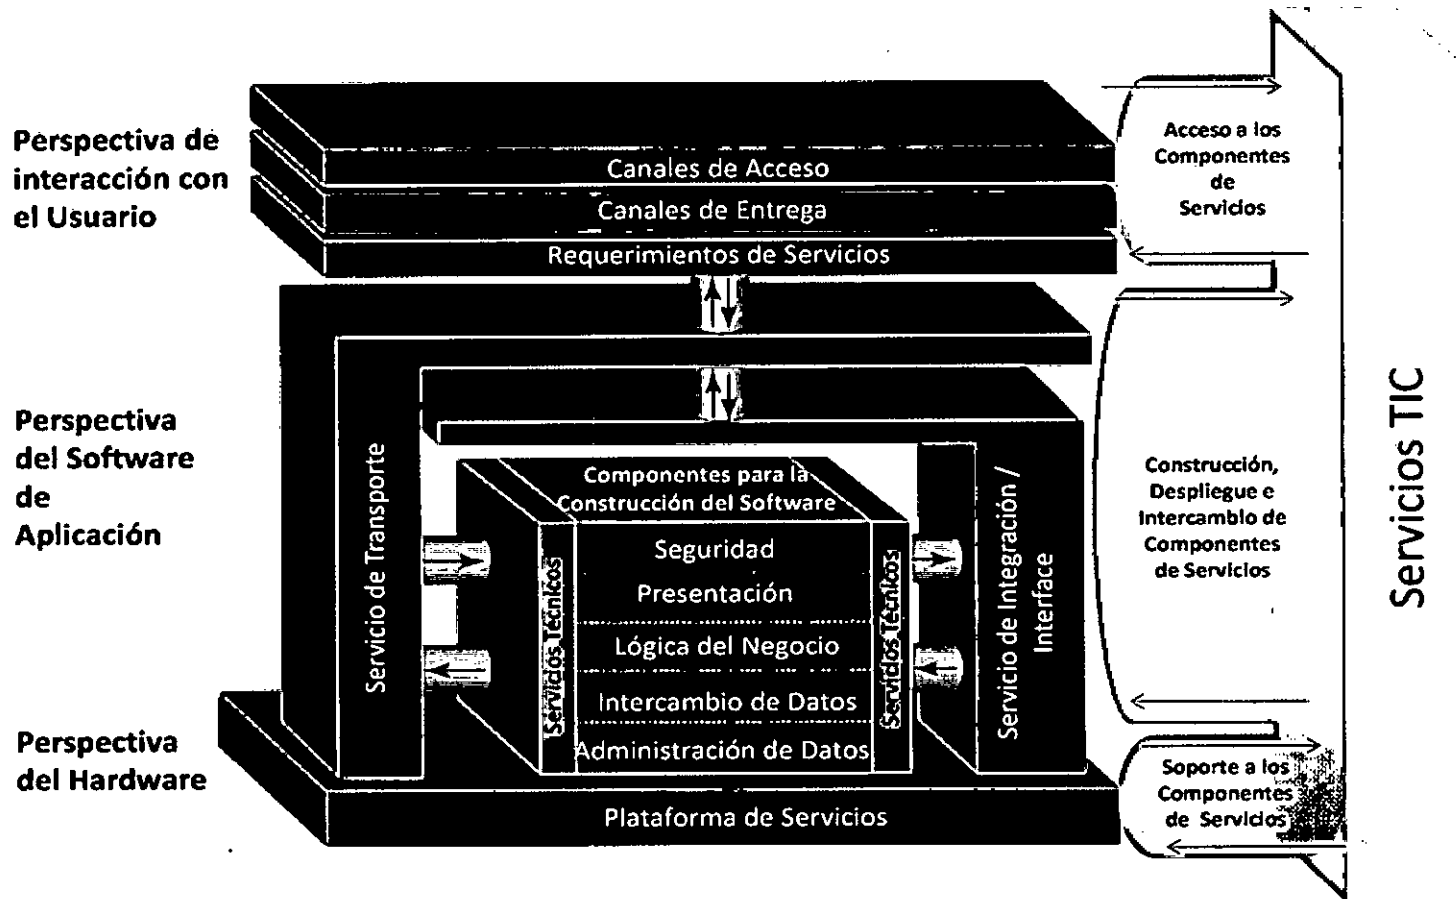 Perspectiva de
interacción con
el Usuario
Canales de Acceso
Canales de Entrega
Requerimientos de Servicios
Acceso a los
Componentes
de
Servicios
Perspectiva
del Software
de
Aplicación
Servicio de Transporte
Componentes para la
Construcción del Software
Servicios Técnicos
Seguridad
Presentación
Lógica del Negocio
Intercambio de Datos
Administración de Datos
Servicios Técnicos
Servicio de Integración /
Interface
Construcción,
Despliegue e
Intercambio de
Componentes
de Servicios
Servicios TIC
Perspectiva
del Hardware
Plataforma de Servicios
Soporte a los
Componentes
de Servicios